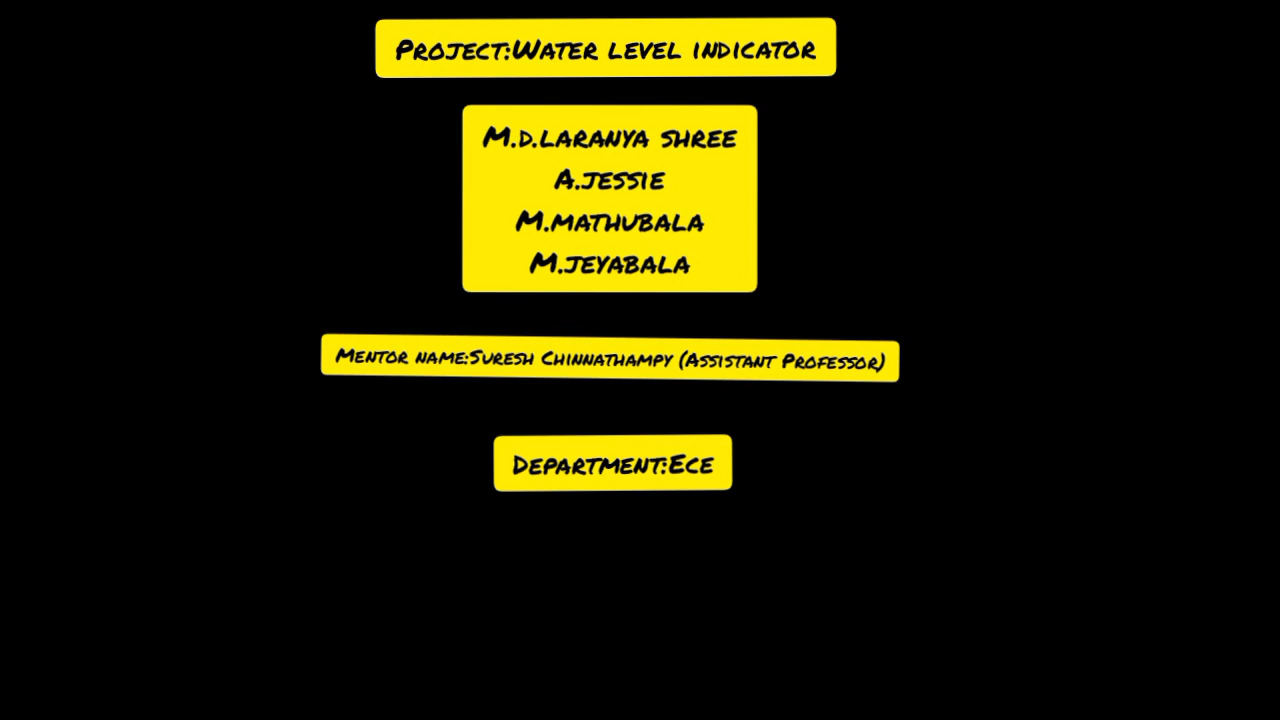 Project:Water level indicator
M.d.laranya shree
A.jessie
M.mathubala
M.jeyabala
Mentor name:Suresh Chinnathampy (Assistant Professor)
Department:Ece